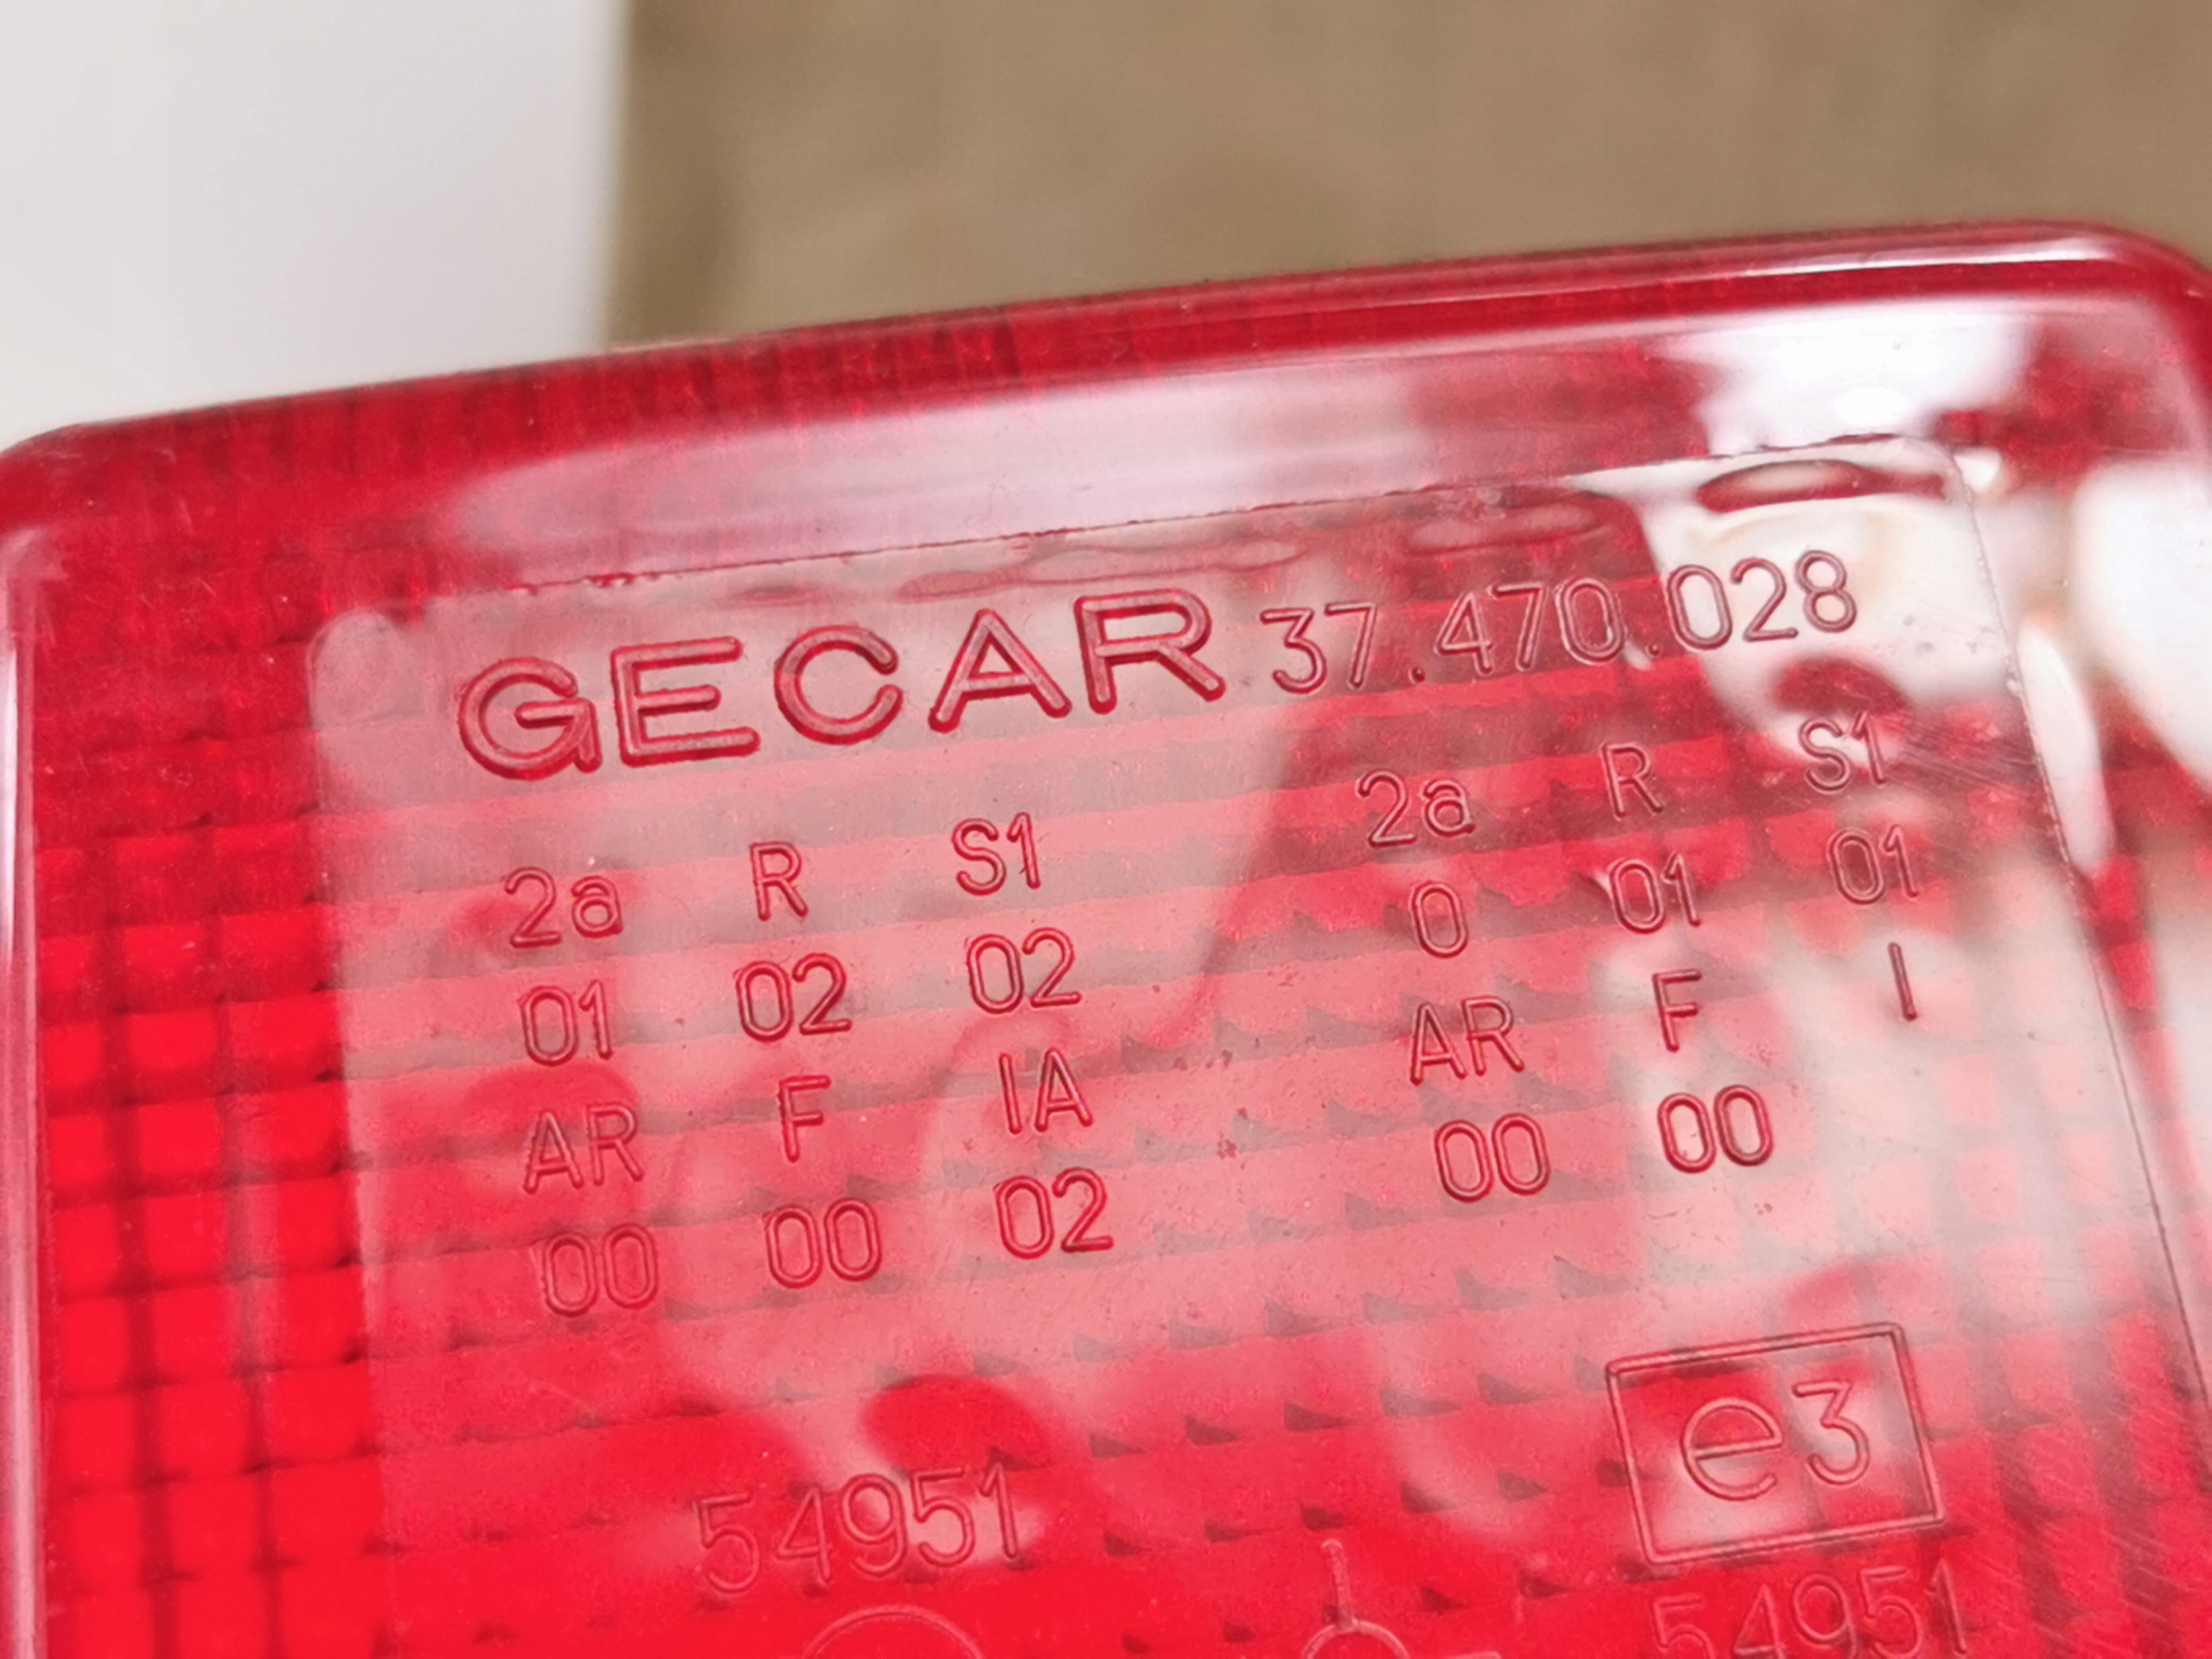 GECAR 37.470.028
2a R S1
01 02 02
AR F IA
00 00 02
2a R S1
0 01 01
AR F I
00 00
54951
e3
54951